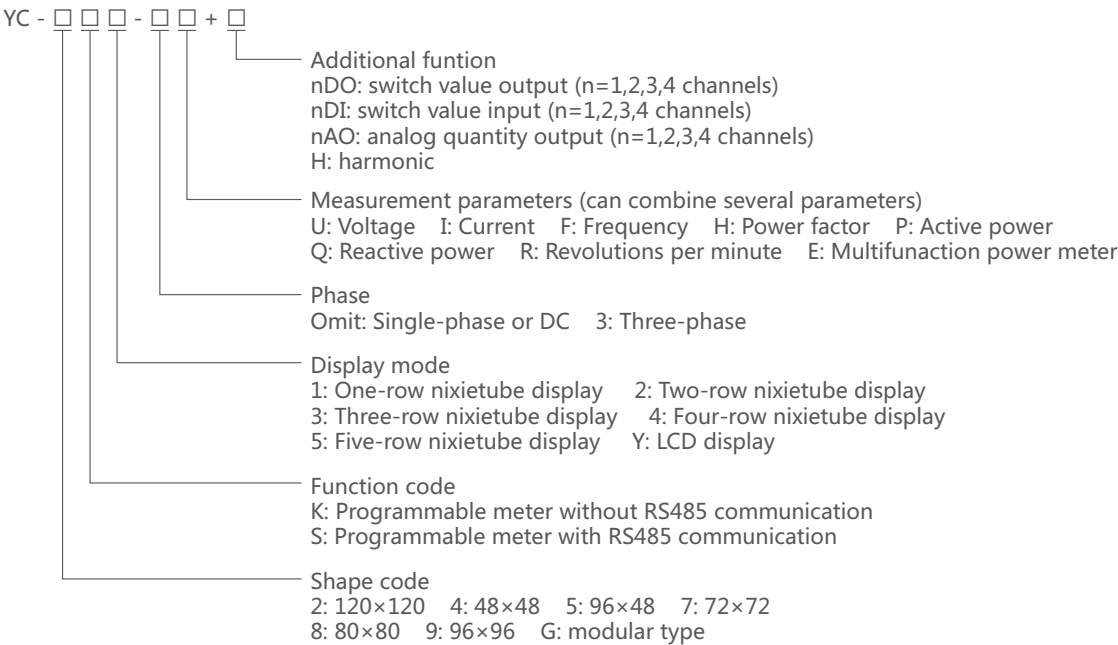 YC - □ □ □ - □ □ + □
Additional funtion
nDO: switch value output (n=1,2,3,4 channels)
nDI: switch value input (n=1,2,3,4 channels)
nAO: analog quantity output (n=1,2,3,4 channels)
H: harmonic
Measurement parameters (can combine several parameters)
U: Voltage I: Current F: Frequency H: Power factor P: Active power
Q: Reactive power R: Revolutions per minute E: Multifunaction power meter
Phase
Omit: Single-phase or DC 3: Three-phase
Display mode
1: One-row nixietube display 2: Two-row nixietube display
3: Three-row nixietube display 4: Four-row nixietube display
5: Five-row nixietube display Y: LCD display
Function code
K: Programmable meter without RS485 communication
S: Programmable meter with RS485 communication
Shape code
2: 120×120 4: 48×48 5: 96×48 7: 72×72
8: 80×80 9: 96×96 G: modular type